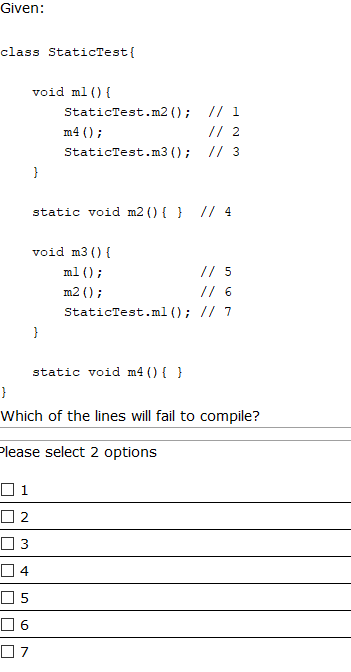 Given:
class StaticTest{
void m1(){
StaticTest.m2(); // 1
m4(); // 2
StaticTest.m3(); // 3
}
static void m2(){ } // 4
void m3(){
m1(); // 5
m2(); // 6
StaticTest.m1(); // 7
}
static void m4(){ }
}
Which of the lines will fail to compile?
Please select 2 options
1
2
3
4
5
6
7